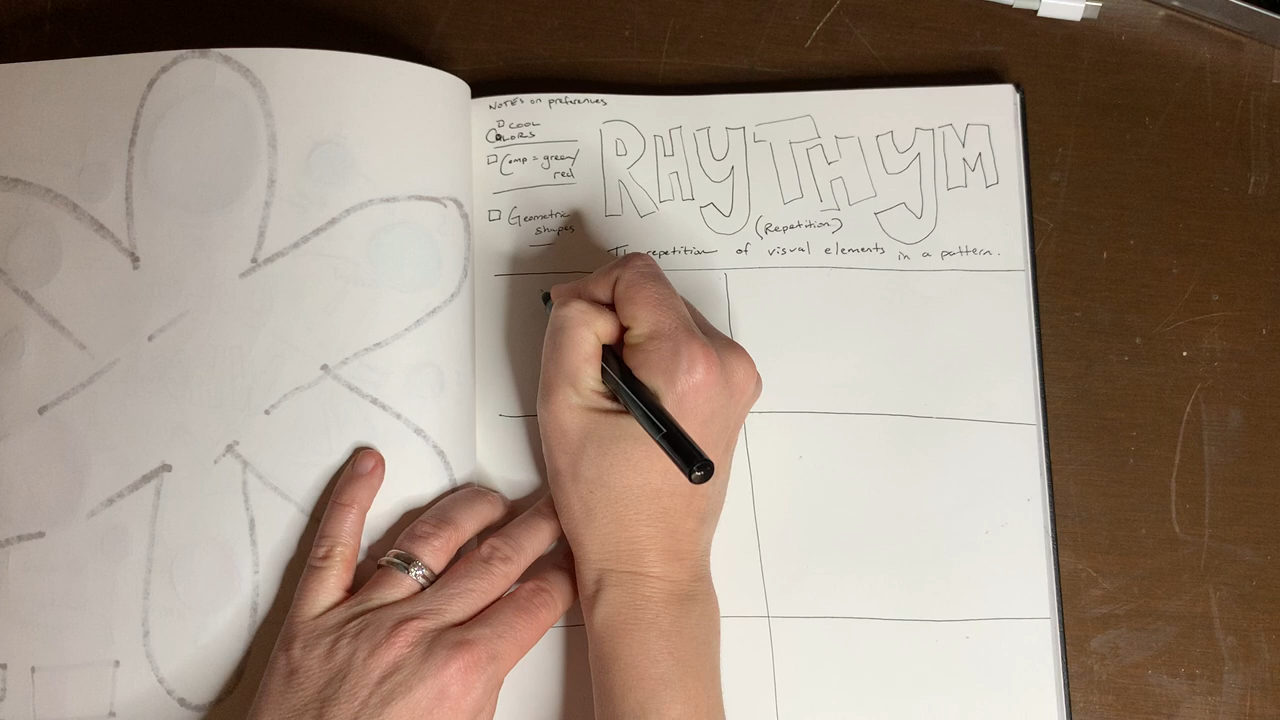 NOTES on preferences
COOL
COLORS
Comp = green/
red
Geometric
shapes
RHYTHYM
(Repetition)
repetition of visual elements in a pattern.